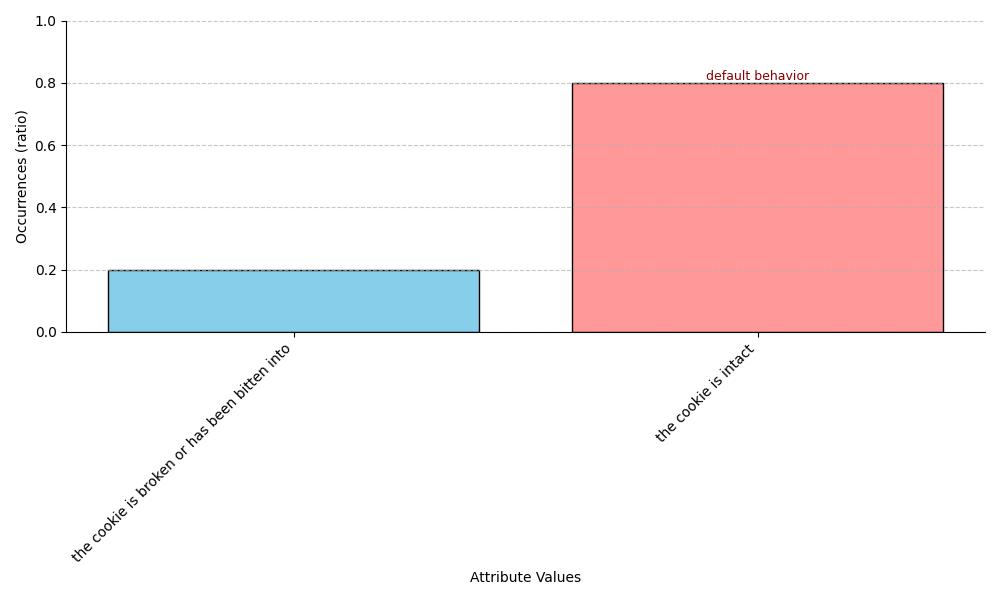 Occurrences (ratio)
1.0
0.8
0.6
0.4
0.2
0.0
default behavior
the cookie is broken or has been bitten into
the cookie is intact
Attribute Values